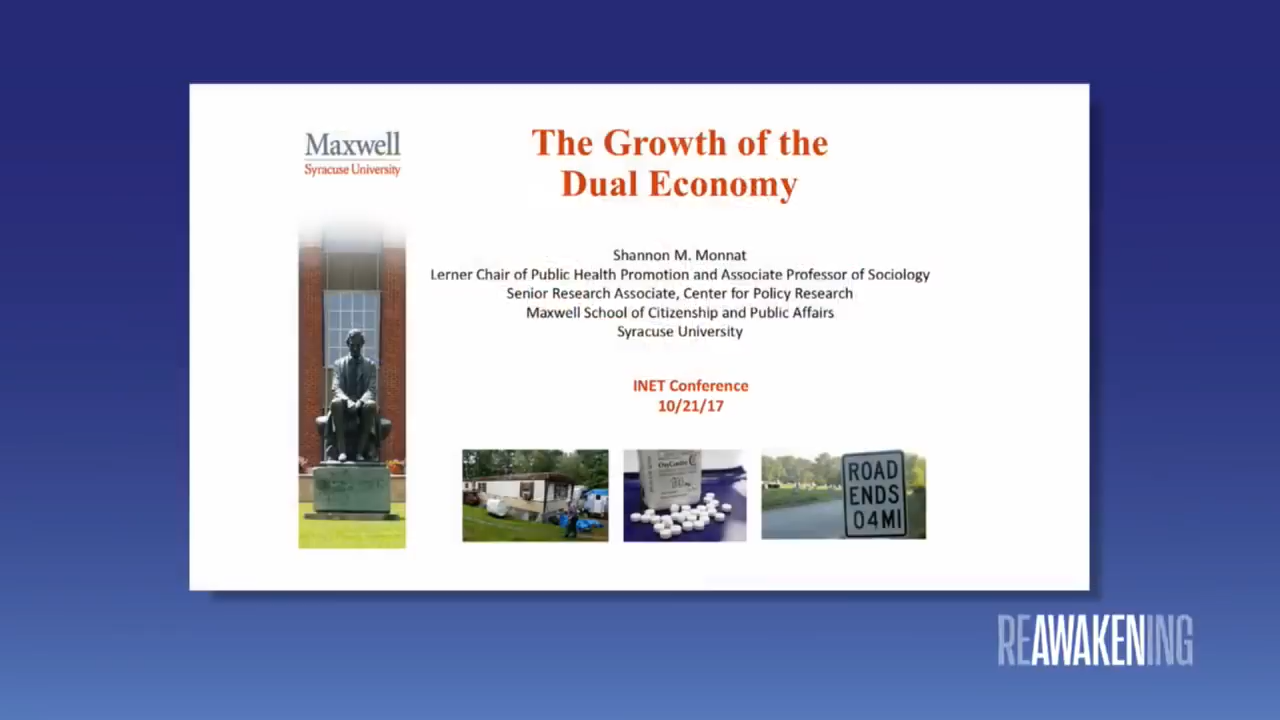 Maxwell
Syracuse University
The Growth of the
Dual Economy
Shannon M. Monnat
Lerner Chair of Public Health Promotion and Associate Professor of Sociology
Senior Research Associate, Center for Policy Research
Maxwell School of Citizenship and Public Affairs
Syracuse University
INET Conference
10/21/17
OxyContin
ROAD
ENDS
04MI
REAWAKENING